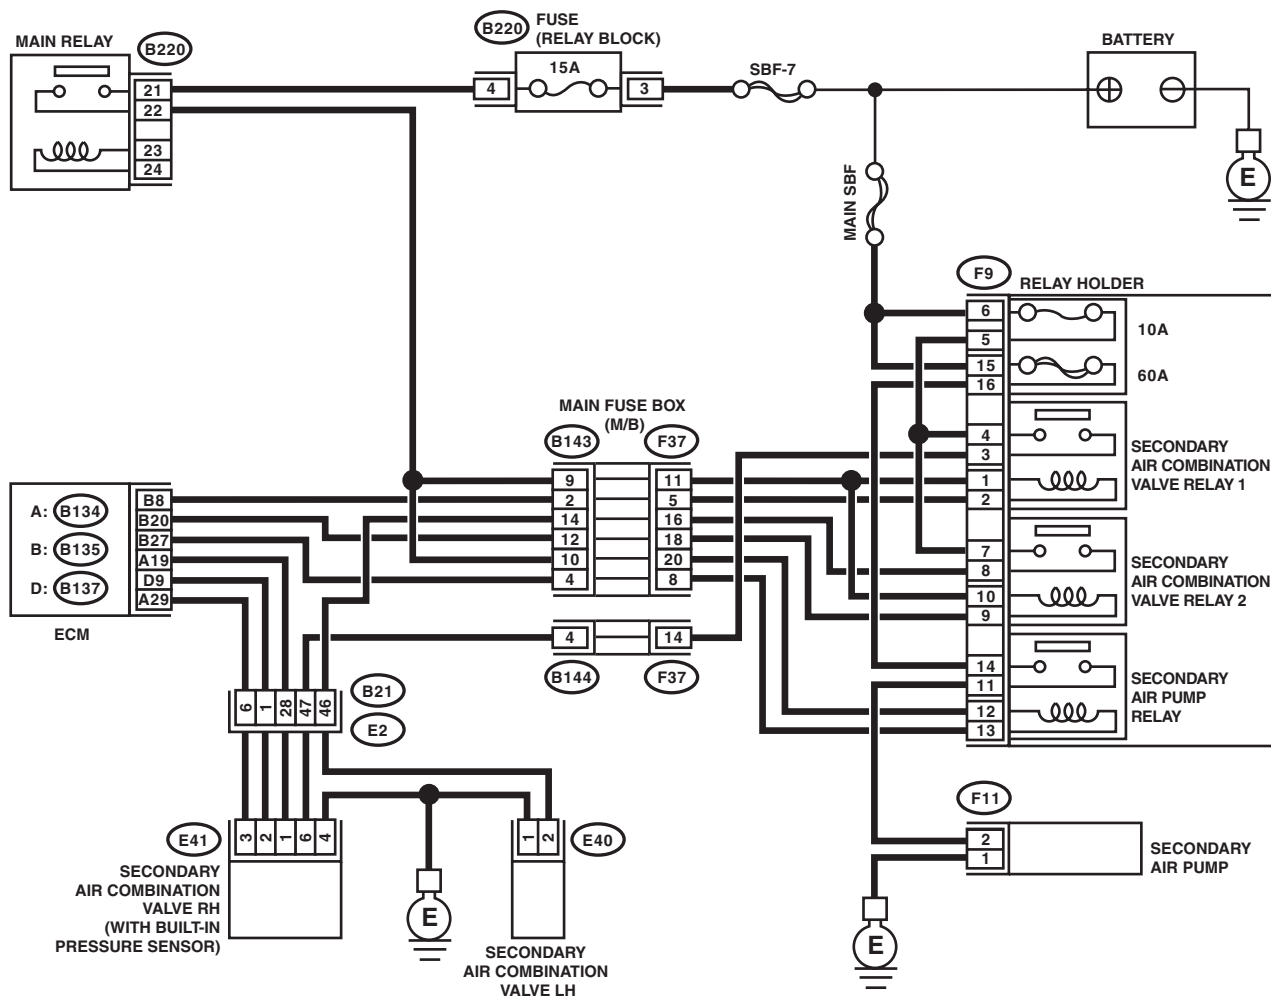 MAIN RELAY
B220
21
22
23
24
B220
FUSE
(RELAY BLOCK)
15A
4
3
SBF-7
BATTERY
E
MAIN SBF
F9
RELAY HOLDER
6
5
15
16
10A
60A
4
3
1
2
SECONDARY
AIR COMBINATION
VALVE RELAY 1
7
8
10
9
SECONDARY
AIR COMBINATION
VALVE RELAY 2
14
11
12
13
SECONDARY
AIR PUMP
RELAY
MAIN FUSE BOX
(M/B)
B143
F37
9
11
2
5
14
16
12
18
10
20
4
8
4
14
B144
F37
A: B134
B: B135
D: B137
B8
B20
B27
A19
D9
A29
ECM
6
1
28
47
46
B21
E2
E41
3
2
1
6
4
SECONDARY
AIR COMBINATION
VALVE RH
(WITH BUILT-IN
PRESSURE SENSOR)
E
1
2
E40
SECONDARY
AIR COMBINATION
VALVE LH
F11
2
1
SECONDARY
AIR PUMP
E